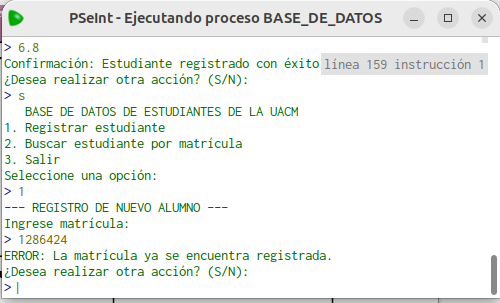 PSeInt - Ejecutando proceso BASE_DE_DATOS
> 6.8
Confirmación: Estudiante registrado con éxito
línea 159 instrucción 1
¿Desea realizar otra acción? (S/N):
> s
BASE DE DATOS DE ESTUDIANTES DE LA UACM
1. Registrar estudiante
2. Buscar estudiante por matrícula
3. Salir
Seleccione una opción:
> 1
--- REGISTRO DE NUEVO ALUMNO ---
Ingrese matrícula:
> 1286424
ERROR: La matrícula ya se encuentra registrada.
¿Desea realizar otra acción? (S/N):
>